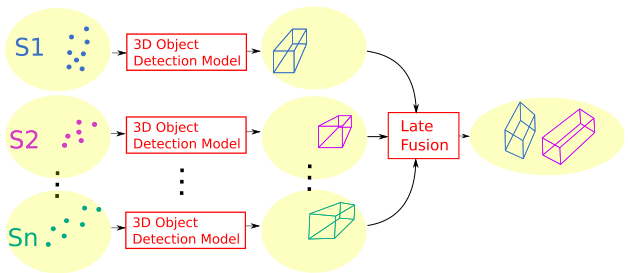 S1
3D Object
Detection Model
S2
3D Object
Detection Model
Late
Fusion
Sn
3D Object
Detection Model